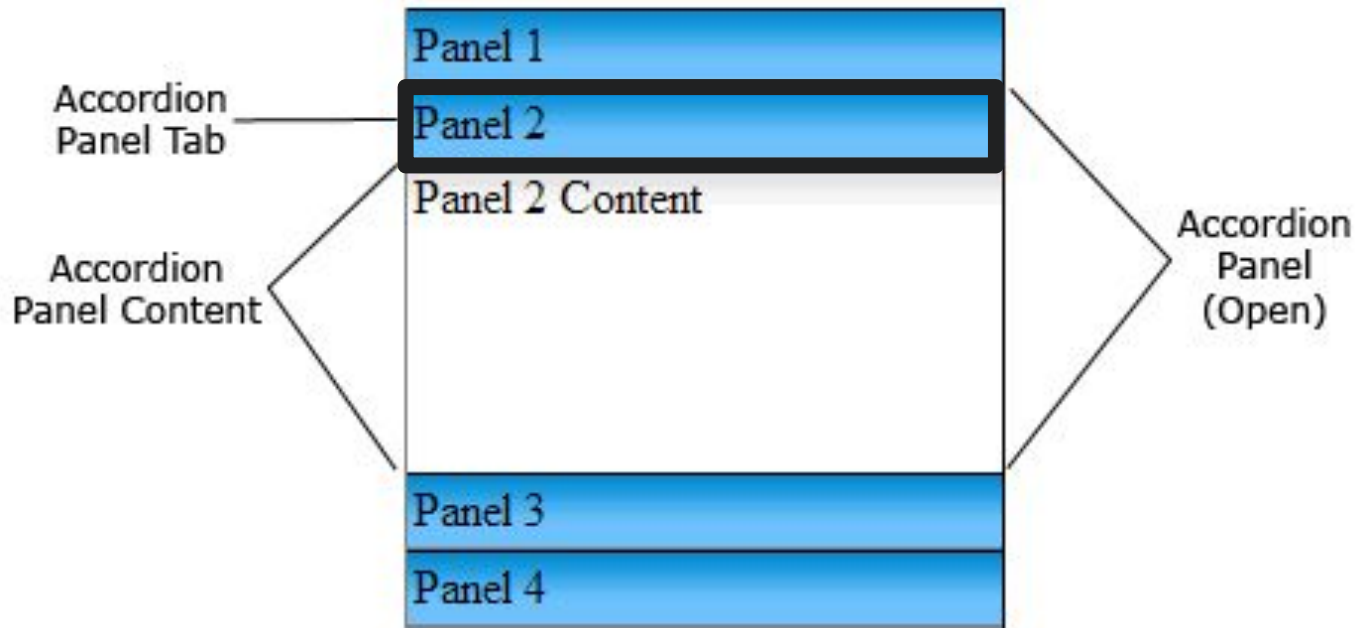 Panel 1
Accordion
Panel Tab
Panel 2
Panel 2 Content
Accordion
Panel Content
Accordion
Panel
(Open)
Panel 3
Panel 4